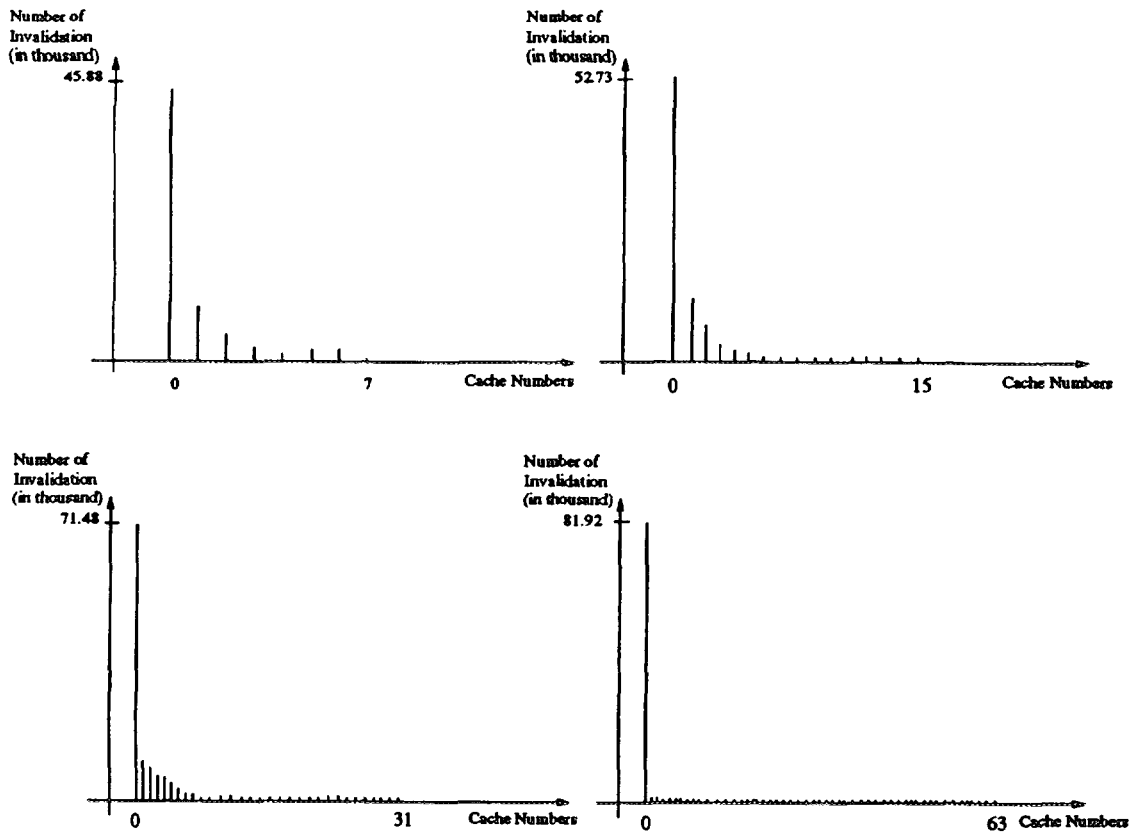 Number of
Invalidation
(in thousand)
45.88
0
7
Cache Numbers
Number of
Invalidation
(in thousand)
52.73
0
15
Cache Numbers
Number of
Invalidation
(in thousand)
71.48
0
31
Cache Numbers
Number of
Invalidation
(in thousand)
81.92
0
63
Cache Numbers